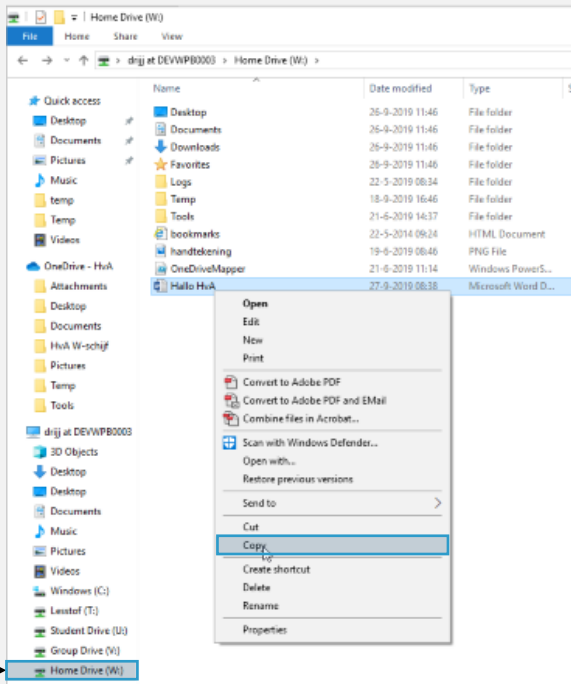 Home Drive (W:)
File Home Share View
drijj at DEVWPB0003 > Home Drive (W:) >
Name Date modified Type
Quick access
Desktop
Documents
Pictures
Music
temp
Temp
Videos
OneDrive - HvA
Attachments
Desktop
Documents
HvA W-schijf
Pictures
Temp
Tools
drijj at DEVWPB0003
3D Objects
Desktop
Desktop
Documents
Music
Pictures
Videos
Windows (C:)
Lesstof (T:)
Student Drive (U:)
Group Drive (V:)
Home Drive (W:)
Desktop 26-9-2019 11:46 File folder
Documents 26-9-2019 11:46 File folder
Downloads 26-9-2019 11:46 File folder
Favorites 26-9-2019 11:46 File folder
Logs 22-5-2019 08:34 File folder
Temp 18-9-2019 16:46 File folder
Tools 21-6-2019 14:37 File folder
bookmarks 22-5-2014 09:24 HTML Document
handtekening 19-6-2019 08:46 PNG File
OneDriveMapper 21-6-2019 11:14 Windows PowerS...
Hallo HvA 27-9-2019 08:38 Microsoft Word D...
Open
Edit
New
Print
Convert to Adobe PDF
Convert to Adobe PDF and EMail
Combine files in Acrobat...
Scan with Windows Defender...
Open with...
Restore previous versions
Send to
Cut
Copy
Create shortcut
Delete
Rename
Properties